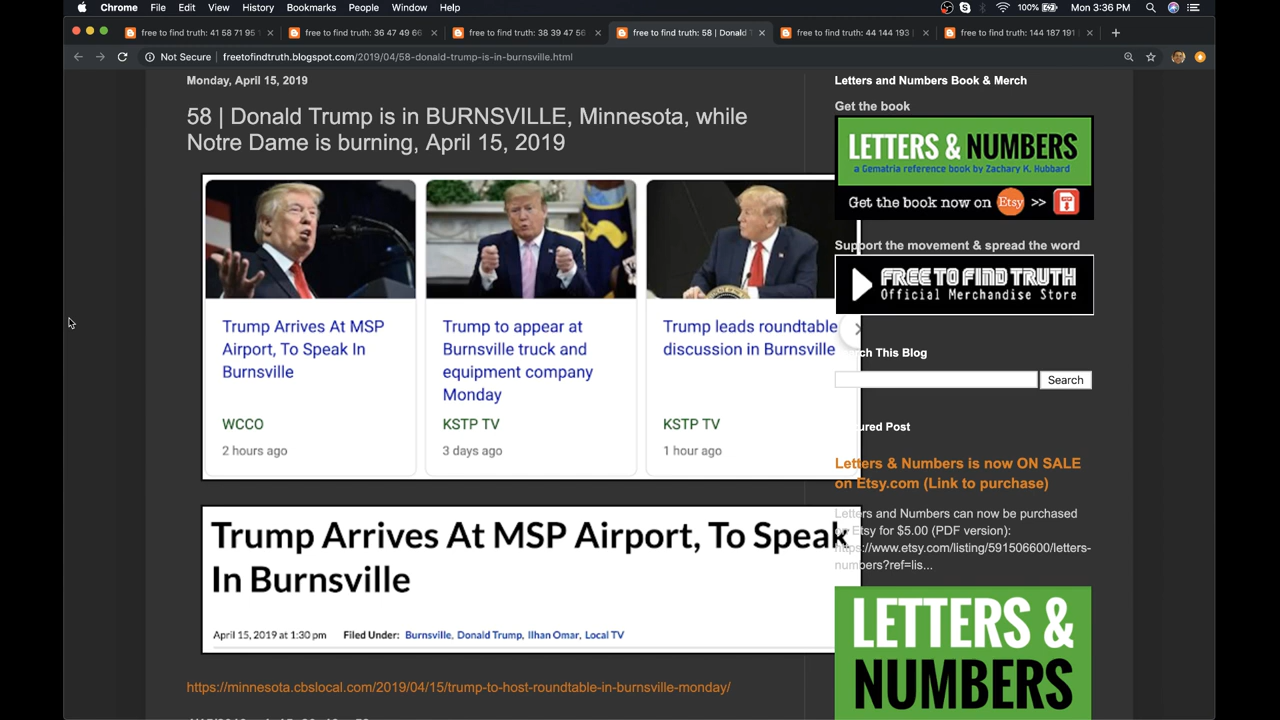 Chrome File Edit View History Bookmarks People Window Help 100% Mon 3:36 PM
free to find truth: 41 58 71 95 free to find truth: 36 47 49 66 free to find truth: 38 39 47 56 free to find truth: 58 | Donald T free to find truth: 44 144 193 free to find truth: 144 187 191
Not Secure | freetofindtruth.blogspot.com/2019/04/58-donald-trump-is-in-burnsville.html
Monday, April 15, 2019
58 | Donald Trump is in BURNSVILLE, Minnesota, while
Notre Dame is burning, April 15, 2019
Trump Arrives At MSP
Airport, To Speak In
Burnsville
WCCO
2 hours ago
Trump to appear at
Burnsville truck and
equipment company
Monday
KSTP TV
3 days ago
Trump leads roundtable
discussion in Burnsville
KSTP TV
1 hour ago
Trump Arrives At MSP Airport, To Speak
In Burnsville
April 15, 2019 at 1:30 pm Filed Under: Burnsville, Donald Trump, Ilhan Omar, Local TV
https://minnesota.cbslocal.com/2019/04/15/trump-to-host-roundtable-in-burnsville-monday/
Letters and Numbers Book & Merch
Get the book
LETTERS & NUMBERS
a Gematria reference book by Zachary K. Hubbard
Get the book now on Etsy >>
Support the movement & spread the word
FREE TO FIND TRUTH
Official Merchandise Store
ch This Blog
Search
ured Post
Letters & Numbers is now ON SALE
on Etsy.com (Link to purchase)
Letters and Numbers can now be purchased
on Etsy for $5.00 (PDF version):
https://www.etsy.com/listing/591506600/letters-
numbers?ref=lis...
LETTERS &
NUMBERS